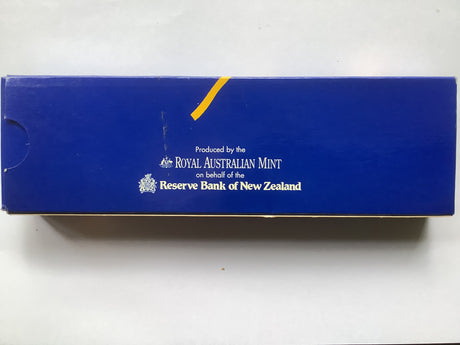 Produced by the
ROYAL AUSTRALIAN MINT
on behalf of the
Reserve Bank of New Zealand